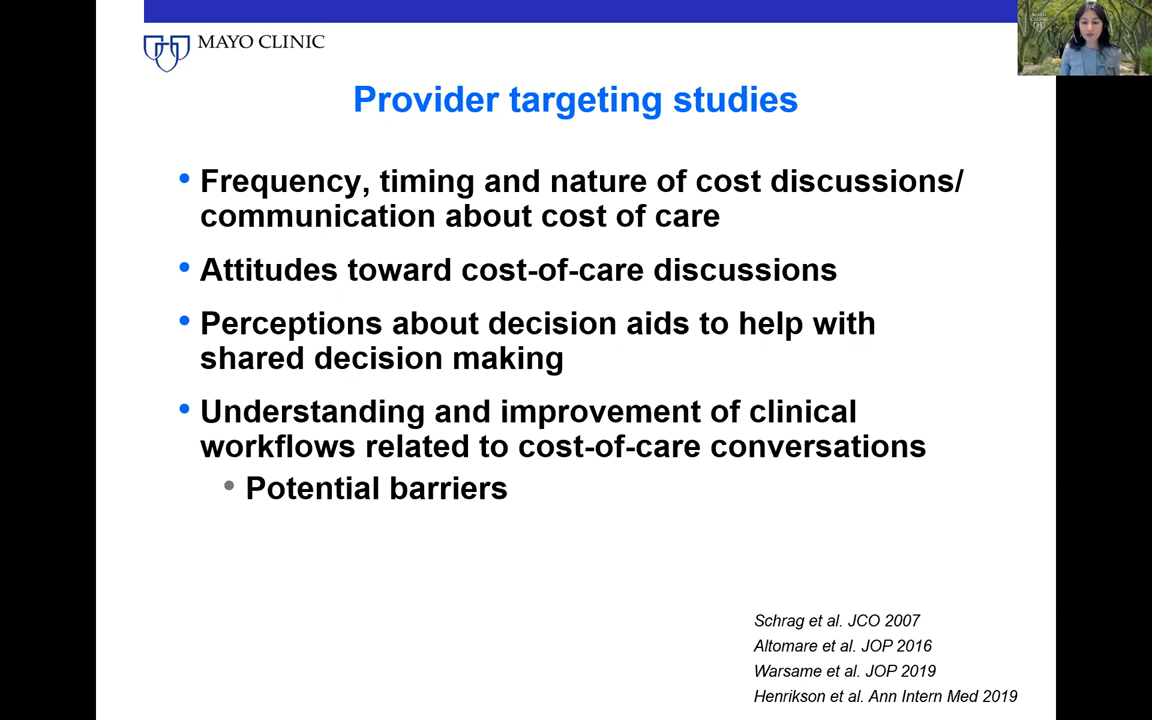 MAYO CLINIC
Provider targeting studies
• Frequency, timing and nature of cost discussions/
communication about cost of care
• Attitudes toward cost-of-care discussions
• Perceptions about decision aids to help with
shared decision making
• Understanding and improvement of clinical
workflows related to cost-of-care conversations
• Potential barriers
Schrag et al. JCO 2007
Altomare et al. JOP 2016
Warsame et al. JOP 2019
Henrikson et al. Ann Intern Med 2019